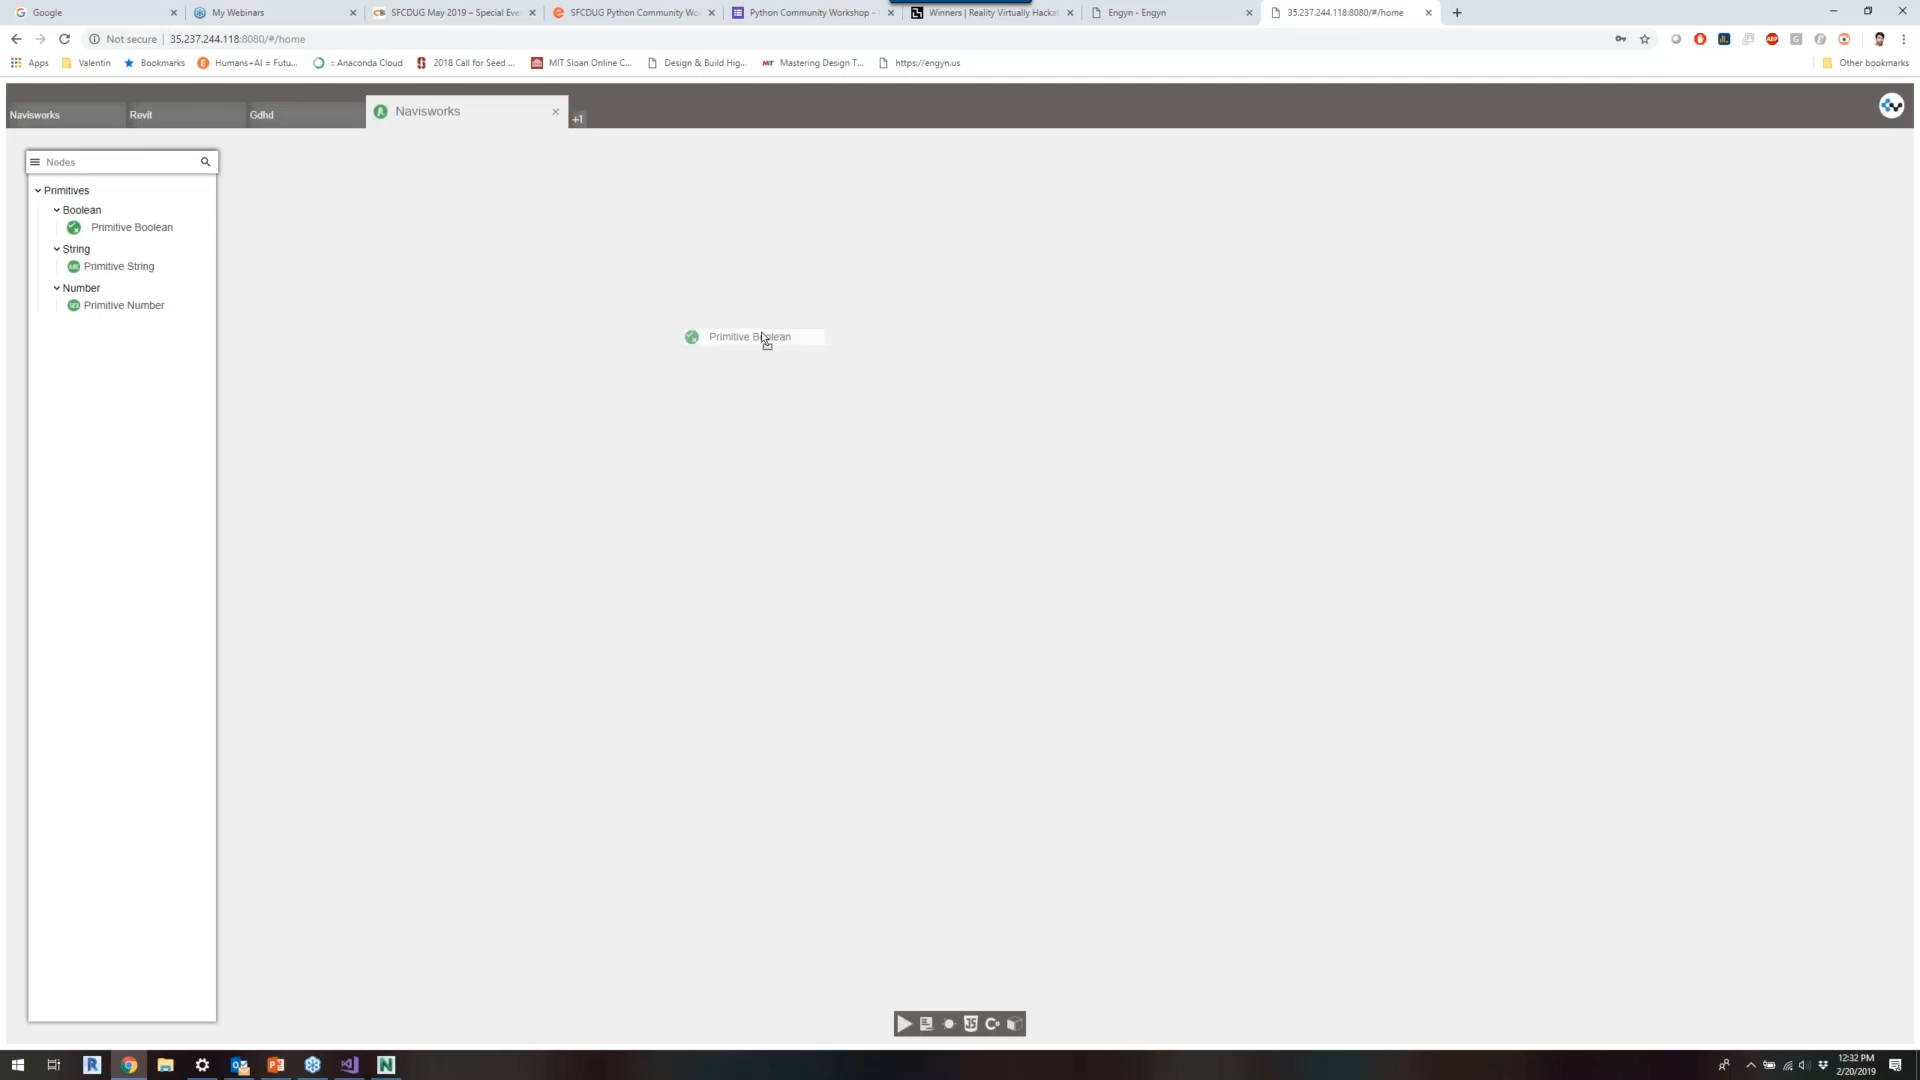 Google
My Webinars
SFCDUG May 2019 – Special Eve
SFCDUG Python Community Wo
Python Community Workshop -
Winners | Reality Virtually Hacka
Engyn - Engyn
35.237.244.118:8080/#/home
Not secure | 35.237.244.118:8080/#/home
Apps
Valentin
Bookmarks
Humans+AI = Futu...
:: Anaconda Cloud
2018 Call for Seed ...
MIT Sloan Online C...
Design & Build Hig...
Mastering Design T...
https://engyn.us
Other bookmarks
Navisworks
Revit
Gdhd
Navisworks
+1
Nodes
Primitives
Boolean
Primitive Boolean
String
Primitive String
Number
Primitive Number
Primitive Boolean
12:32 PM
2/20/2019